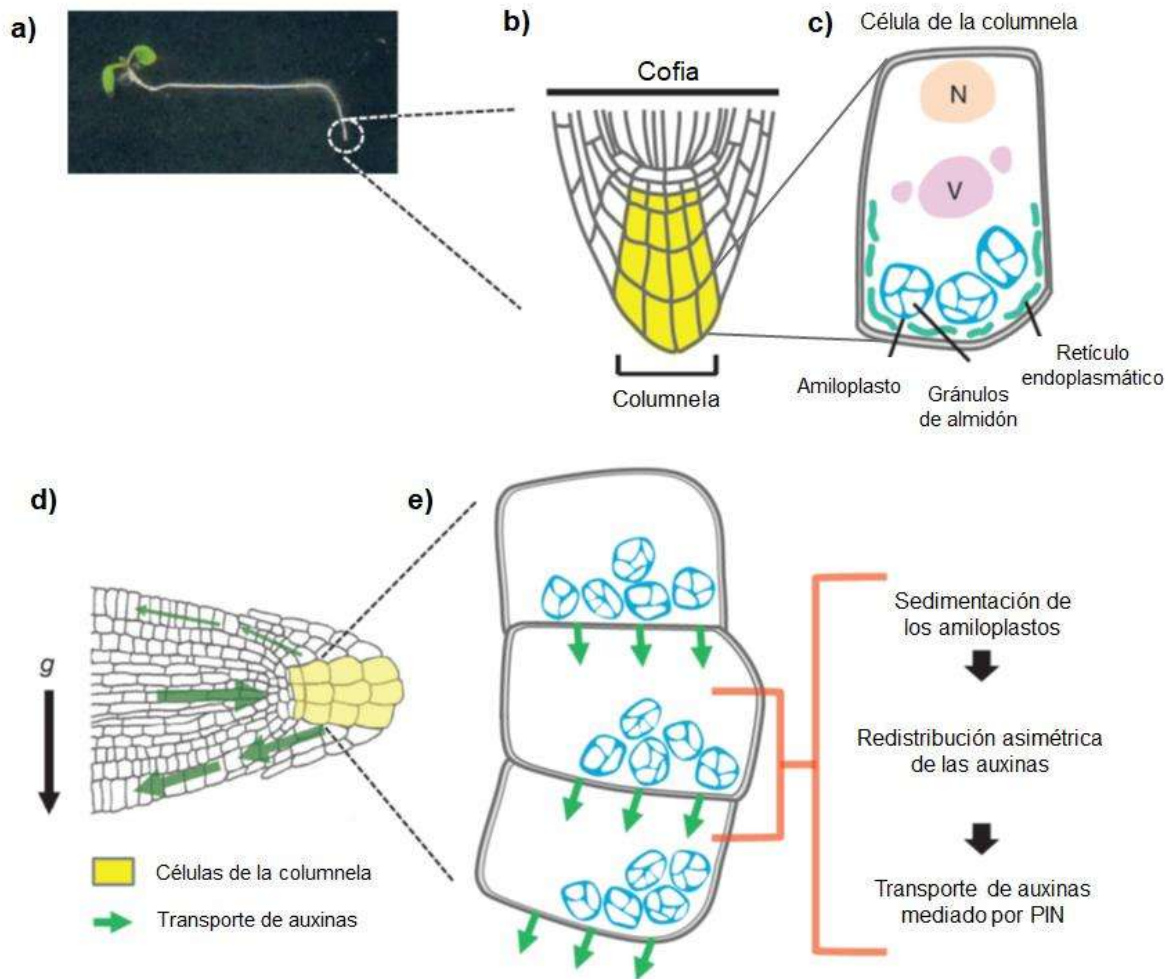 a)
b)
Cofia
Columnela
c)
Célula de la columnela
N
V
Amiloplasto
Gránulos
de almidón
Retículo
endoplasmático
d)
g
Células de la columnela
Transporte de auxinas
e)
Sedimentación de
los amiloplastos
Redistribución asimétrica
de las auxinas
Transporte de auxinas
mediado por PIN